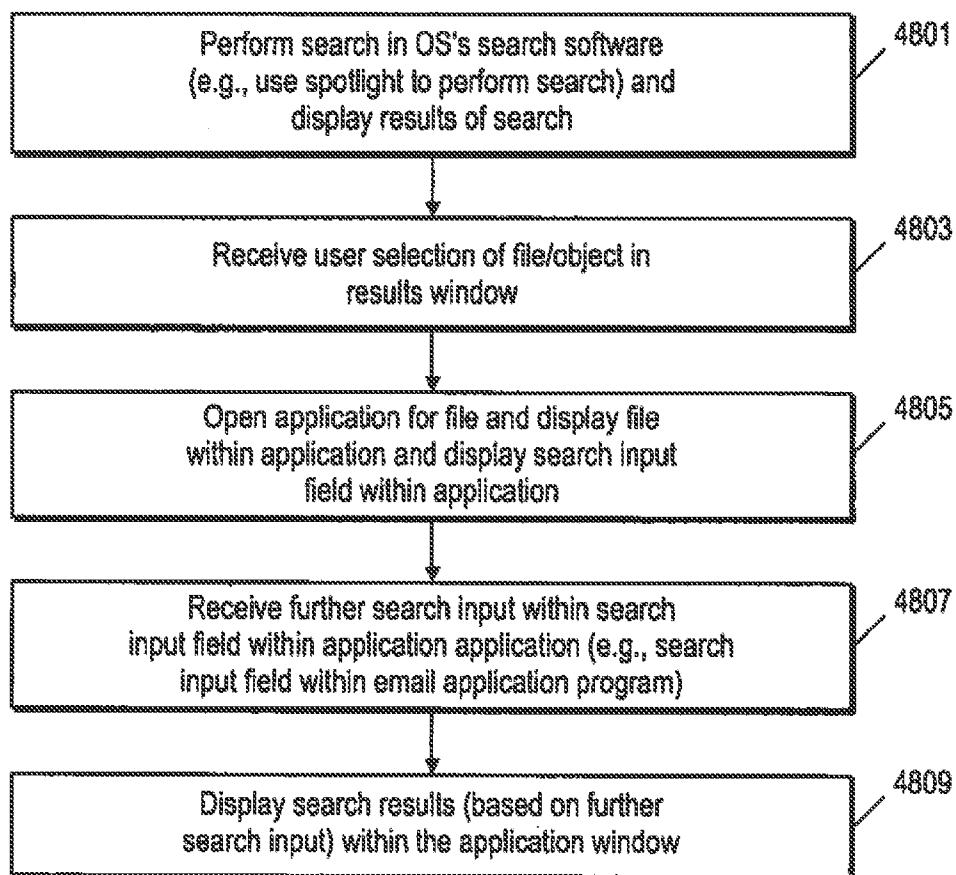 Perform search in OS's search software
(e.g., use spotlight to perform search) and
display results of search
4801
Receive user selection of file/object in
results window
4803
Open application for file and display file
within application and display search input
field within application
4805
Receive further search input within search
input field within application application (e.g., search
input field within email application program)
4807
Display search results (based on further
search input) within the application window
4809